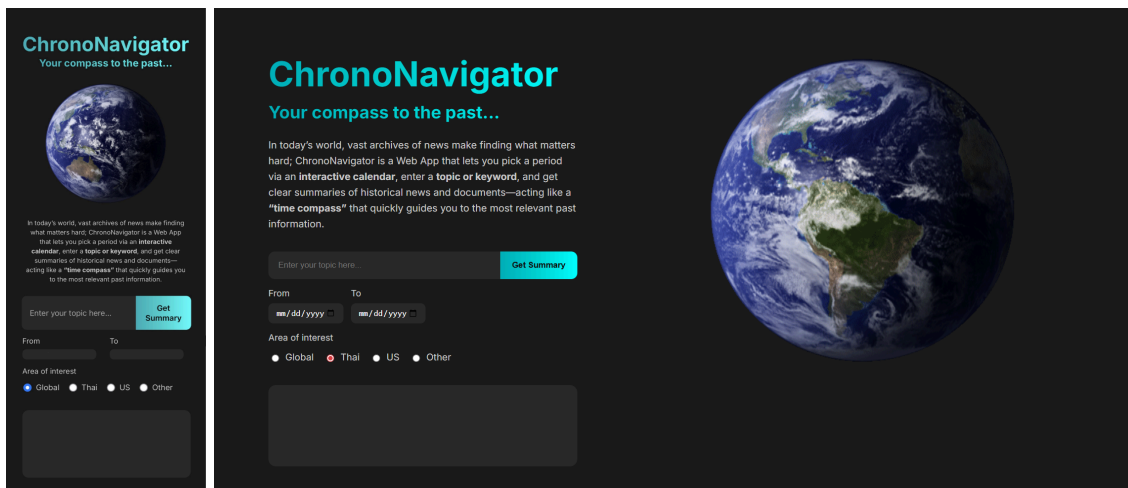 ChronoNavigator
Your compass to the past...
In today's world, vast archives of news make finding
what matters hard; ChronoNavigator is a Web App
that lets you pick a period via an interactive
calendar, enter a topic or keyword, and get clear
summaries of historical news and documents—
acting like a “time compass” that quickly guides you
to the most relevant past information.
Enter your topic here...
Get
Summary
From To
Area of interest
Global Thai US Other
ChronoNavigator
Your compass to the past...
In today's world, vast archives of news make finding what matters
hard; ChronoNavigator is a Web App that lets you pick a period
via an interactive calendar, enter a topic or keyword, and get
clear summaries of historical news and documents—acting like a
“time compass” that quickly guides you to the most relevant past
information.
Enter your topic here...
Get Summary
From To
mm/dd/yyyy mm/dd/yyyy
Area of interest
Global Thai US Other